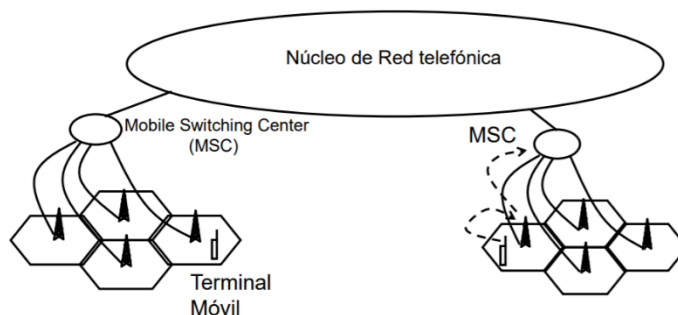 Núcleo de Red telefónica
Mobile Switching Center
(MSC)
MSC
Terminal
Móvil